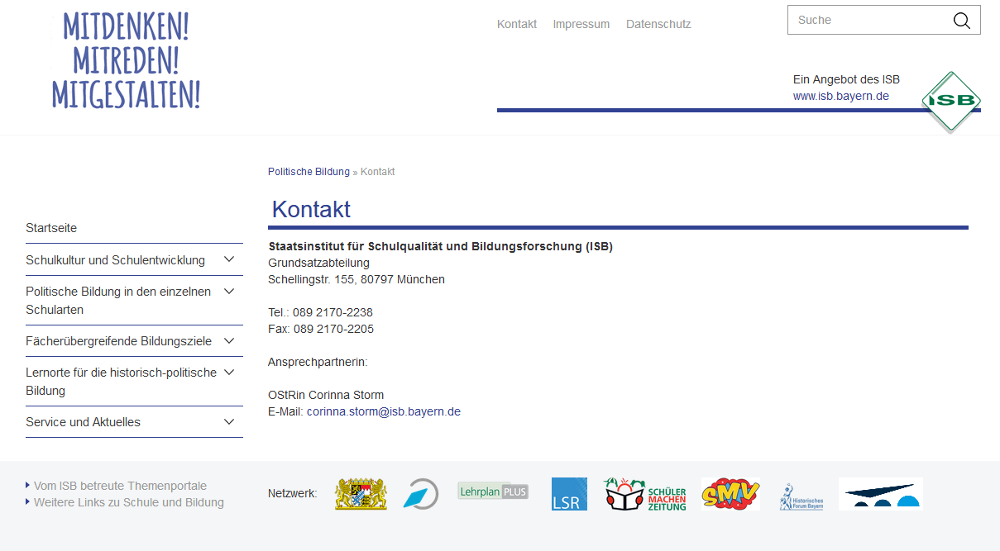 MITDENKEN!
MITREDEN!
MITGESTALTEN!
Kontakt Impressum Datenschutz
Suche
Ein Angebot des ISB
www.isb.bayern.de
ISB
Politische Bildung » Kontakt
Kontakt
Startseite
Schulkultur und Schulentwicklung
Politische Bildung in den einzelnen
Schularten
Fächerübergreifende Bildungsziele
Lernorte für die historisch-politische
Bildung
Service und Aktuelles
Staatsinstitut für Schulqualität und Bildungsforschung (ISB)
Grundsatzabteilung
Schellingstr. 155, 80797 München
Tel.: 089 2170-2238
Fax: 089 2170-2205
Ansprechpartnerin:
OStRin Corinna Storm
E-Mail: corinna.storm@isb.bayern.de
Vom ISB betreute Themenportale
Weitere Links zu Schule und Bildung
Netzwerk:
Lehrplan PLUS
LSR
SCHÜLER
MACHEN
ZEITUNG
SMV
Historisches
Forum Bayern